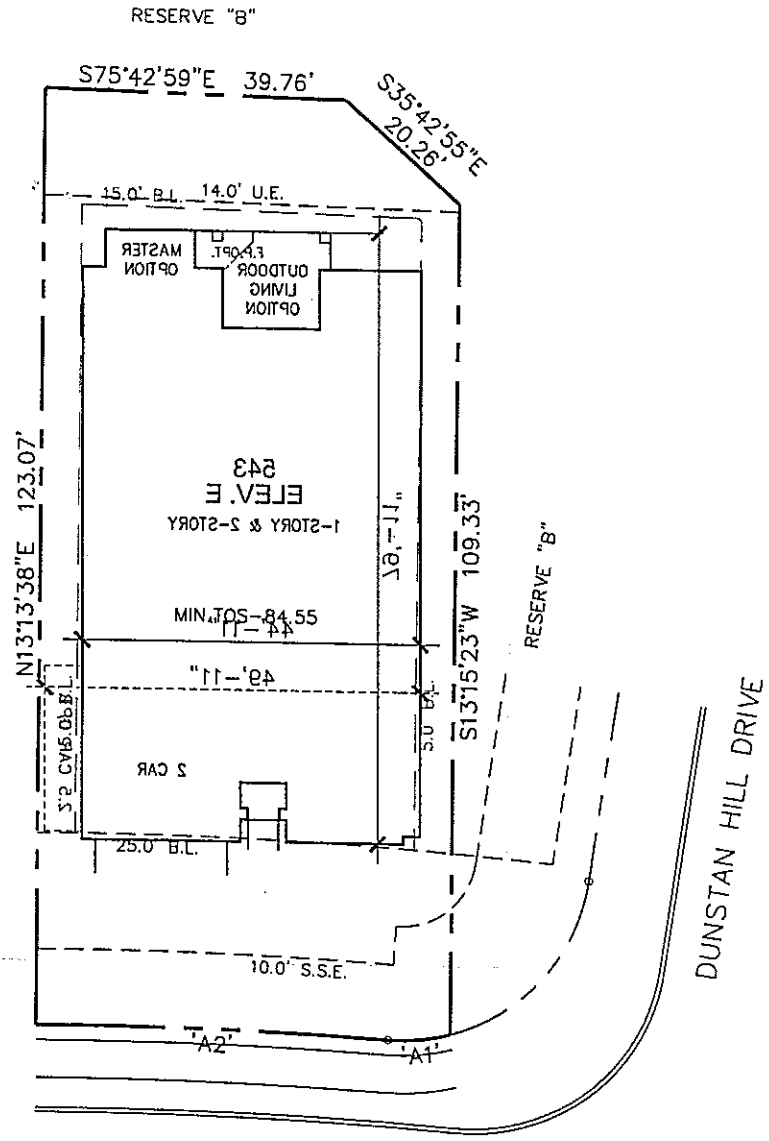 RESERVE "B"
S75°42'59"E 39.76'
S35°42'55"E
20.26'
15.0' B.L. 14.0' U.E.
MASTER
OPTION
F.P.OPT.
OUTDOOR
LIVING
OPTION
N13°13'38"E 123.07'
543
ELEV. E
1-STORY & 2-STORY
79'-11"
S13°15'23"W 109.33'
RESERVE "B"
MIN. TOS-84.55
44'-11"
49'-11"
5.0' B.L.
2 CAR
25.0' B.L.
10.0' S.S.E.
'A2'
'A1'
DUNSTAN HILL DRIVE